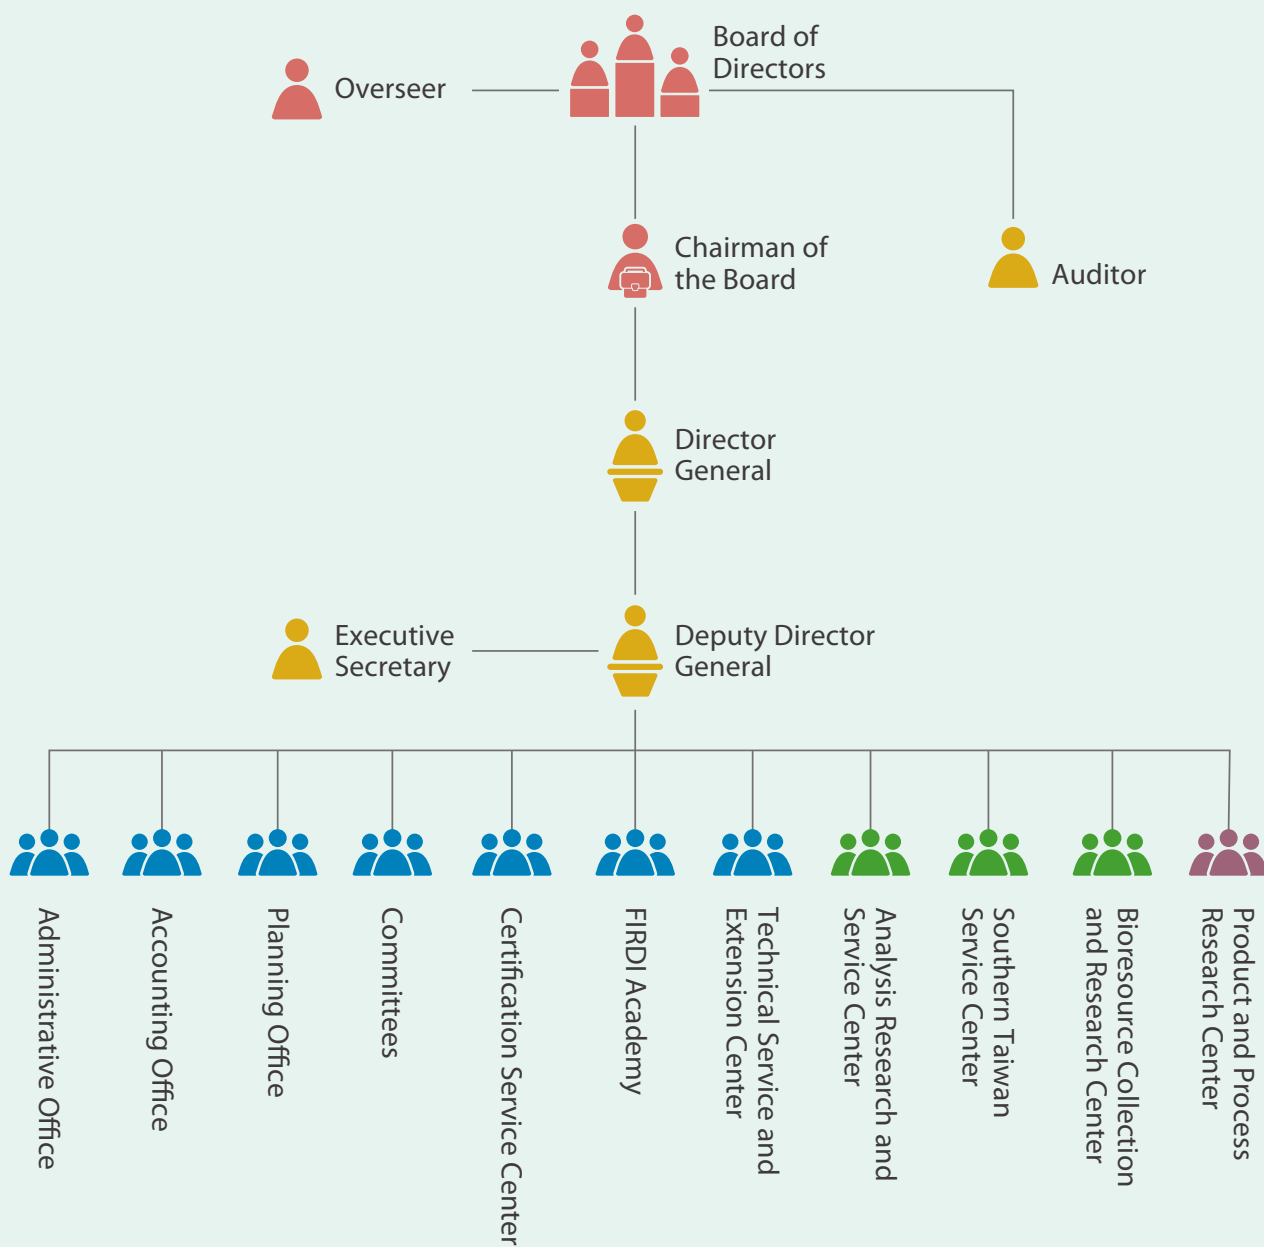 Board of
Directors
Overseer
Chairman of
the Board
Auditor
Director
General
Executive
Secretary
Deputy Director
General
Administrative Office
Accounting Office
Planning Office
Committees
Certification Service Center
FIRDI Academy
Technical Service and
Extension Center
Analysis Research and
Service Center
Southern Taiwan
Service Center
Bioresource Collection
and Research Center
Product and Process
Research Center